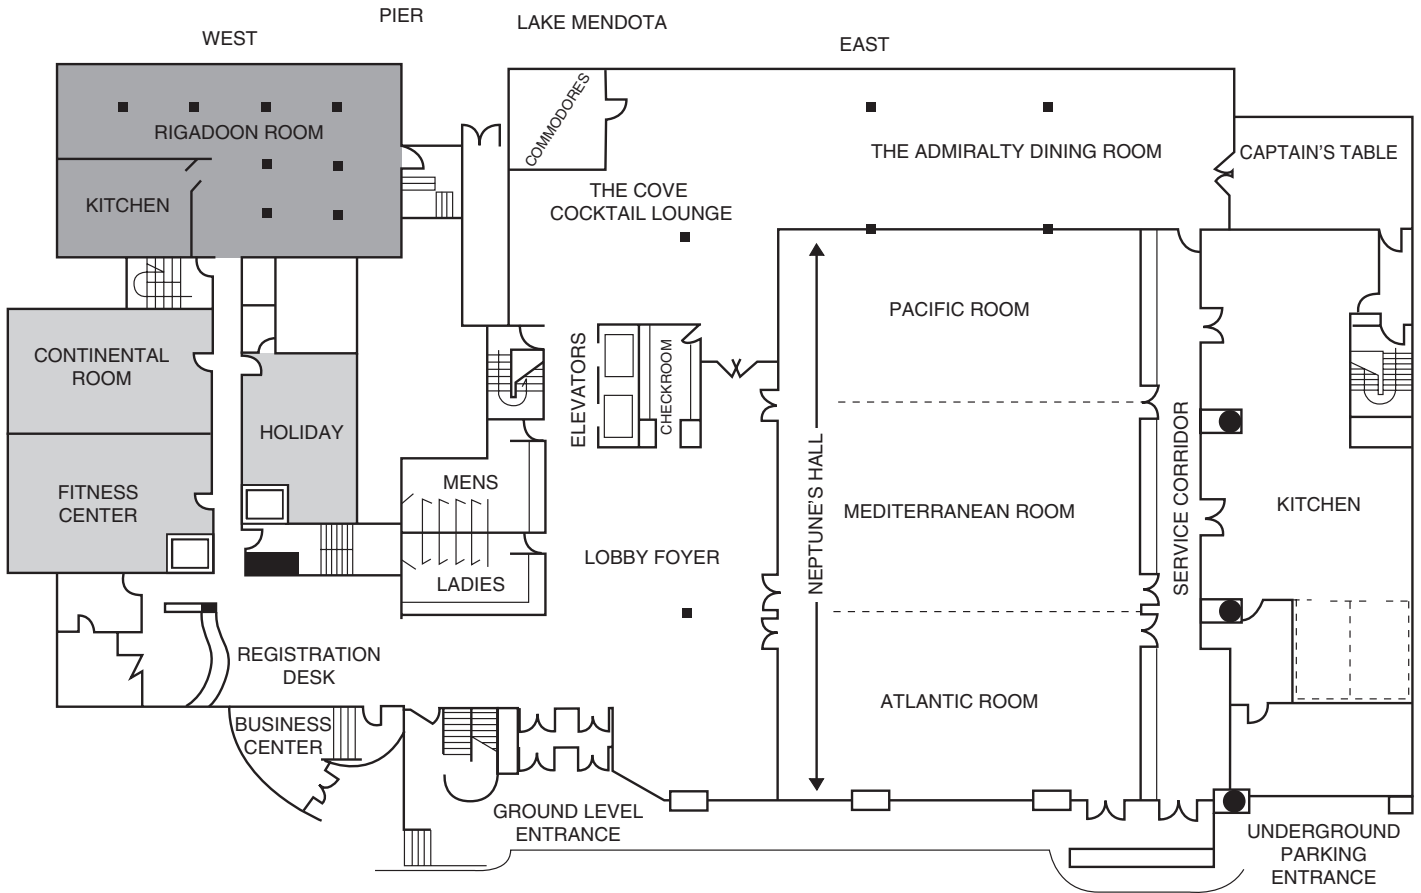 PIER
LAKE MENDOTA
WEST
EAST
COMMODORES
RIGADOON ROOM
THE ADMIRALTY DINING ROOM
CAPTAIN'S TABLE
KITCHEN
THE COVE
COCKTAIL LOUNGE
PACIFIC ROOM
CONTINENTAL
ROOM
ELEVATORS
CHECKROOM
HOLIDAY
NEPTUNE'S HALL
SERVICE CORRIDOR
FITNESS
CENTER
MENS
MEDITERRANEAN ROOM
KITCHEN
LOBBY FOYER
LADIES
REGISTRATION
DESK
ATLANTIC ROOM
BUSINESS
CENTER
GROUND LEVEL
ENTRANCE
UNDERGROUND
PARKING
ENTRANCE